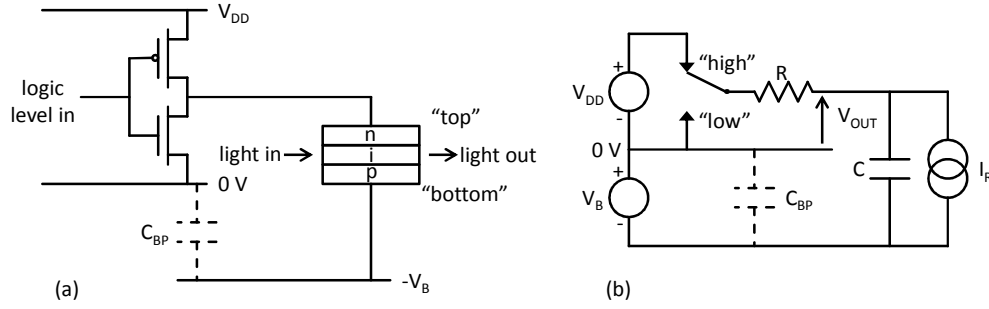 V_DD
logic
level in
n
i
p
"top"
light in
light out
"bottom"
0 V
C_BP
-V_B
(a)
+
"high"
R
V_DD
-
"low"
V_OUT
0 V
+
V_B
-
C_BP
C
I_R
(b)